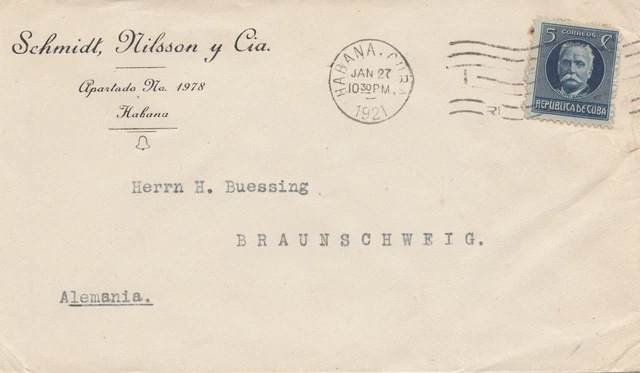 Schmidt, Nilsson y Cia.
Apartado No. 1978
Habana
HABANA, CUBA
JAN 27
10 30 PM.
1921
5 CORREOS ¢
REPUBLICA DE CUBA
Herrn H. Buessing
BRAUNSCHWEIG.
Alemania.